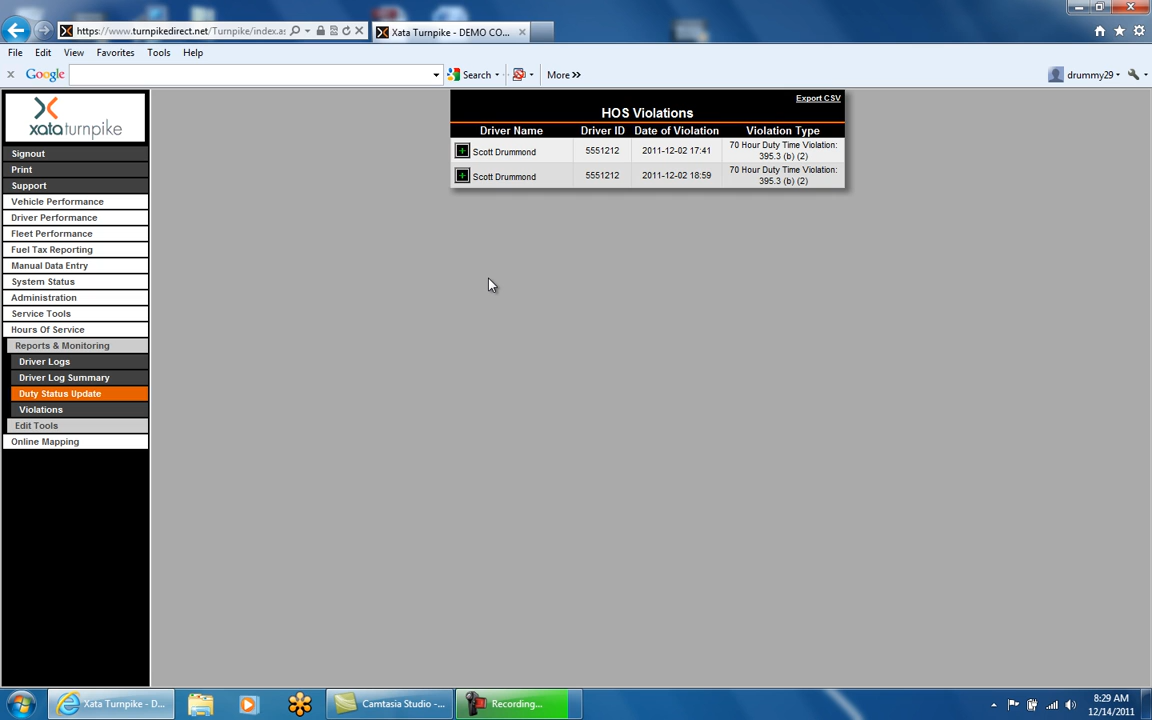 https://www.turnpikedirect.net/Turnpike/index.as
Xata Turnpike - DEMO CO...
File Edit View Favorites Tools Help
Google Search More »
drummy29
xataturnpike
Export CSV
HOS Violations
Driver Name Driver ID Date of Violation Violation Type
Scott Drummond 5551212 2011-12-02 17:41 70 Hour Duty Time Violation:
395.3 (b) (2)
Scott Drummond 5551212 2011-12-02 18:59 70 Hour Duty Time Violation:
395.3 (b) (2)
Signout
Print
Support
Vehicle Performance
Driver Performance
Fleet Performance
Fuel Tax Reporting
Manual Data Entry
System Status
Administration
Service Tools
Hours Of Service
Reports & Monitoring
Driver Logs
Driver Log Summary
Duty Status Update
Violations
Edit Tools
Online Mapping
Xata Turnpike - D...
Camtasia Studio -...
Recording...
8:29 AM
12/14/2011